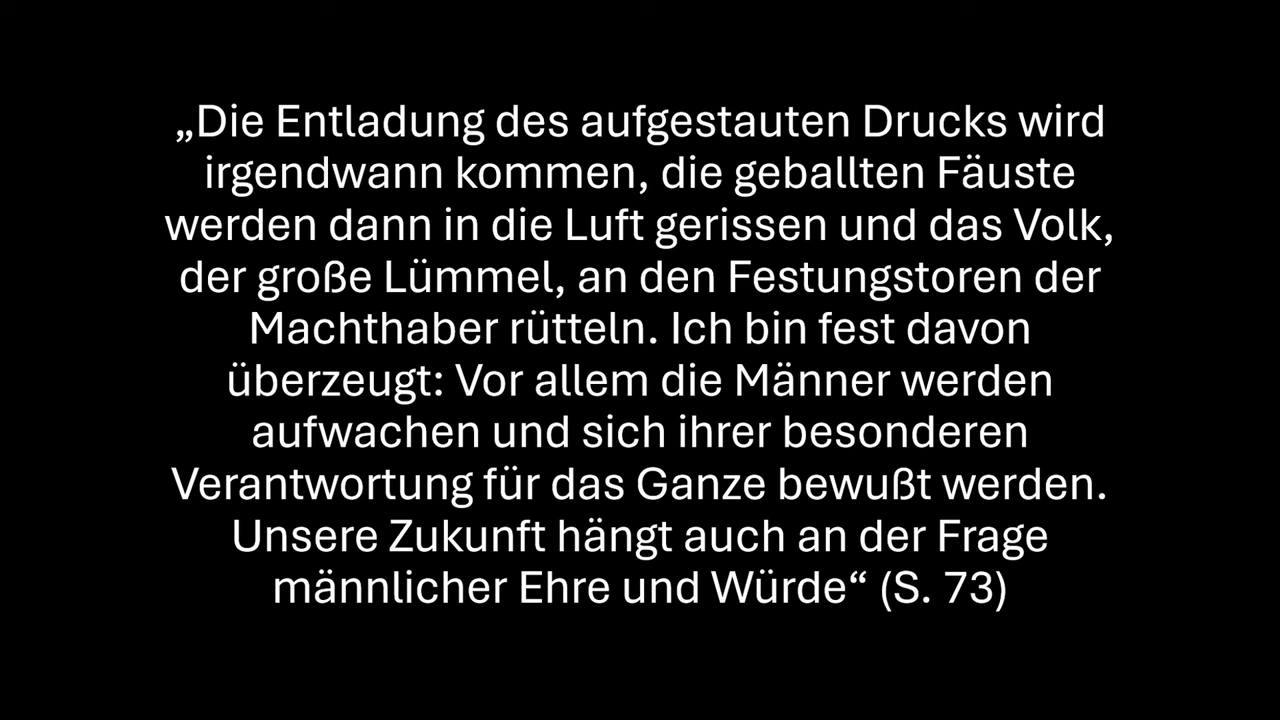 „Die Entladung des aufgestauten Drucks wird
irgendwann kommen, die geballten Fäuste
werden dann in die Luft gerissen und das Volk,
der große Lümmel, an den Festungstoren der
Machthaber rütteln. Ich bin fest davon
überzeugt: Vor allem die Männer werden
aufwachen und sich ihrer besonderen
Verantwortung für das Ganze bewußt werden.
Unsere Zukunft hängt auch an der Frage
männlicher Ehre und Würde“ (S. 73)